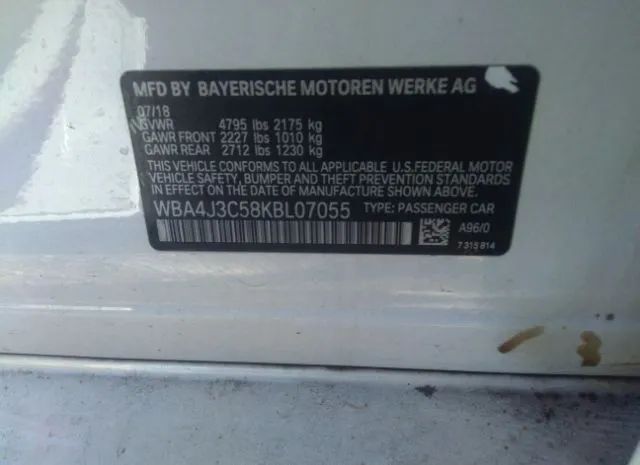 MFD BY BAYERISCHE MOTOREN WERKE AG
07/18
GVWR 4795 lbs 2175 kg
GAWR FRONT 2227 lbs 1010 kg
GAWR REAR 2712 lbs 1230 kg
THIS VEHICLE CONFORMS TO ALL APPLICABLE U.S.FEDERAL MOTOR
VEHICLE SAFETY, BUMPER AND THEFT PREVENTION STANDARDS
IN EFFECT ON THE DATE OF MANUFACTURE SHOWN ABOVE.
WBA4J3C58KBL07055 TYPE: PASSENGER CAR
A96/0
7315814